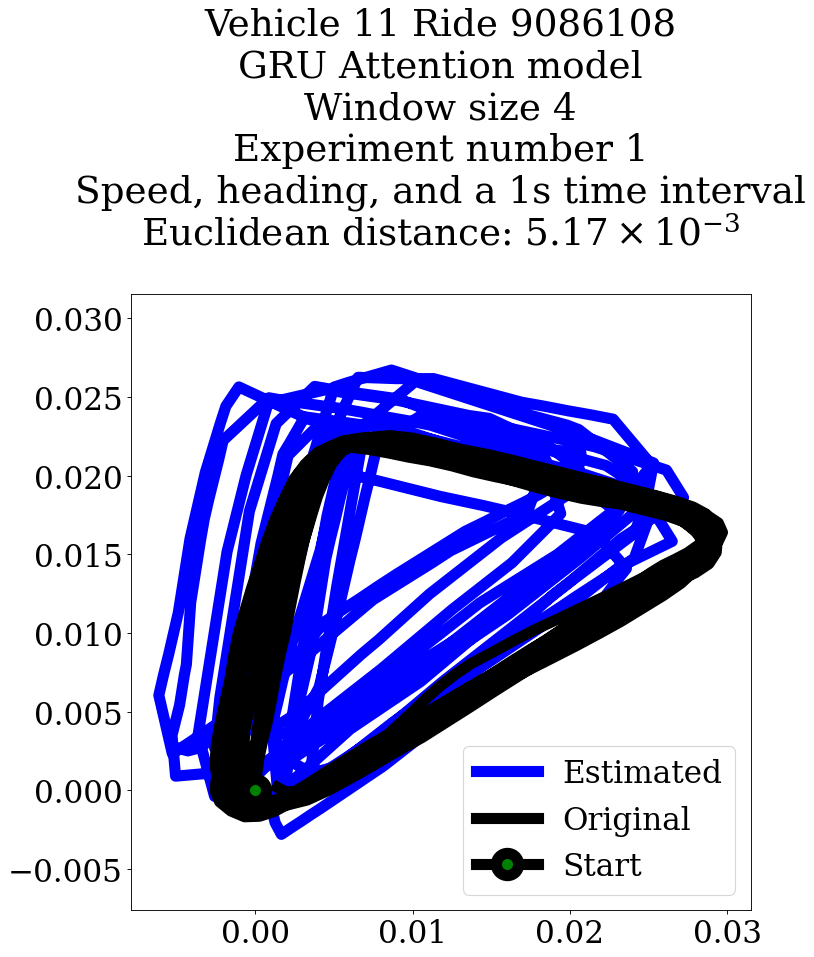 Vehicle 11 Ride 9086108
GRU Attention model
Window size 4
Experiment number 1
Speed, heading, and a 1s time interval
Euclidean distance: 5.17 × 10⁻³
0.030
0.025
0.020
0.015
0.010
0.005
0.000
−0.005
Estimated
Original
Start
0.00 0.01 0.02 0.03